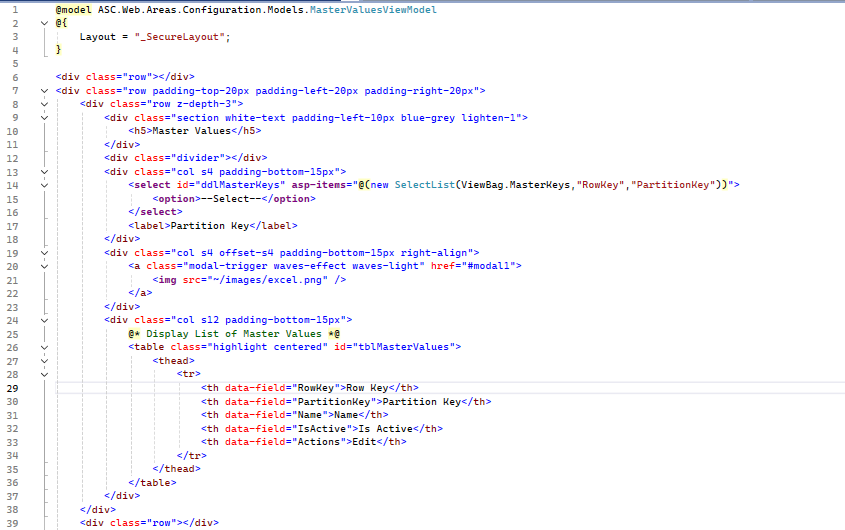 1 @model ASC.Web.Areas.Configuration.Models.MasterValuesViewModel
2 @{
3 Layout = "_SecureLayout";
4 }
5
6 <div class="row"></div>
7 <div class="row padding-top-20px padding-left-20px padding-right-20px">
8 <div class="row z-depth-3">
9 <div class="section white-text padding-left-10px blue-grey lighten-1">
10 <h5>Master Values</h5>
11 </div>
12 <div class="divider"></div>
13 <div class="col s4 padding-bottom-15px">
14 <select id="ddlMasterKeys" asp-items="@(new SelectList(ViewBag.MasterKeys,"RowKey","PartitionKey"))">
15 <option>--Select--</option>
16 </select>
17 <label>Partition Key</label>
18 </div>
19 <div class="col s4 offset-s4 padding-bottom-15px right-align">
20 <a class="modal-trigger waves-effect waves-light" href="#modal1">
21 <img src="~/images/excel.png" />
22 </a>
23 </div>
24 <div class="col s12 padding-bottom-15px">
25 @* Display List of Master Values *@
26 <table class="highlight centered" id="tblMasterValues">
27 <thead>
28 <tr>
29 <th data-field="RowKey">Row Key</th>
30 <th data-field="PartitionKey">Partition Key</th>
31 <th data-field="Name">Name</th>
32 <th data-field="IsActive">Is Active</th>
33 <th data-field="Actions">Edit</th>
34 </tr>
35 </thead>
36 </table>
37 </div>
38 </div>
39 <div class="row"></div>